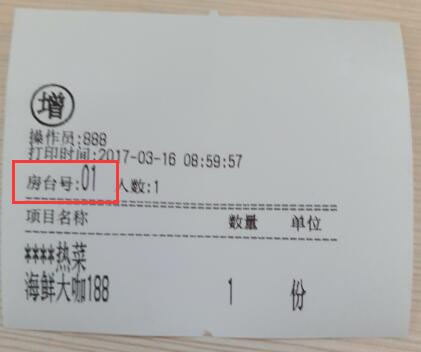 增
操作员:888
打印时间:2017-03-16 08:59:57
房台号:01 人数:1
项目名称 数量 单位
****热菜
海鲜大咖188 1 份